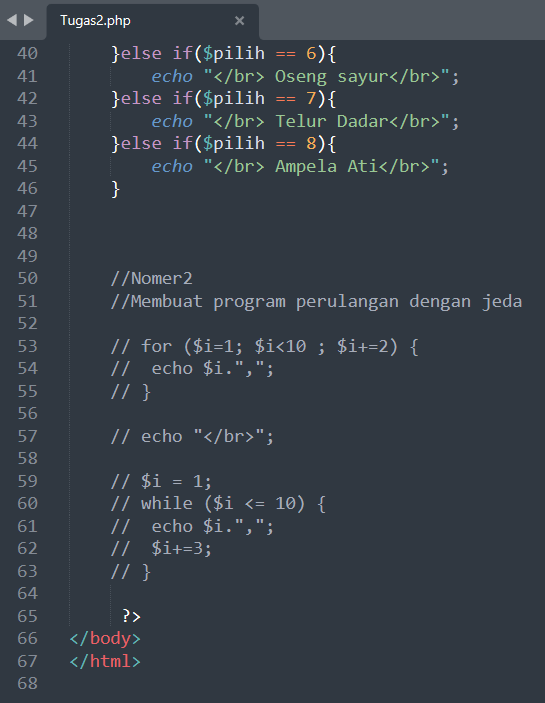 Tugas2.php ×
40 }else if($pilih == 6){
41 echo "</br> Oseng sayur</br>";
42 }else if($pilih == 7){
43 echo "</br> Telur Dadar</br>";
44 }else if($pilih == 8){
45 echo "</br> Ampela Ati</br>";
46 }
47
48
49
50 //Nomer2
51 //Membuat program perulangan dengan jeda
52
53 // for ($i=1; $i<10 ; $i+=2) {
54 //  echo $i.",";
55 // }
56
57 // echo "</br>";
58
59 // $i = 1;
60 // while ($i <= 10) {
61 //  echo $i.",";
62 //  $i+=3;
63 // }
64
65 ?>
66 </body>
67 </html>
68